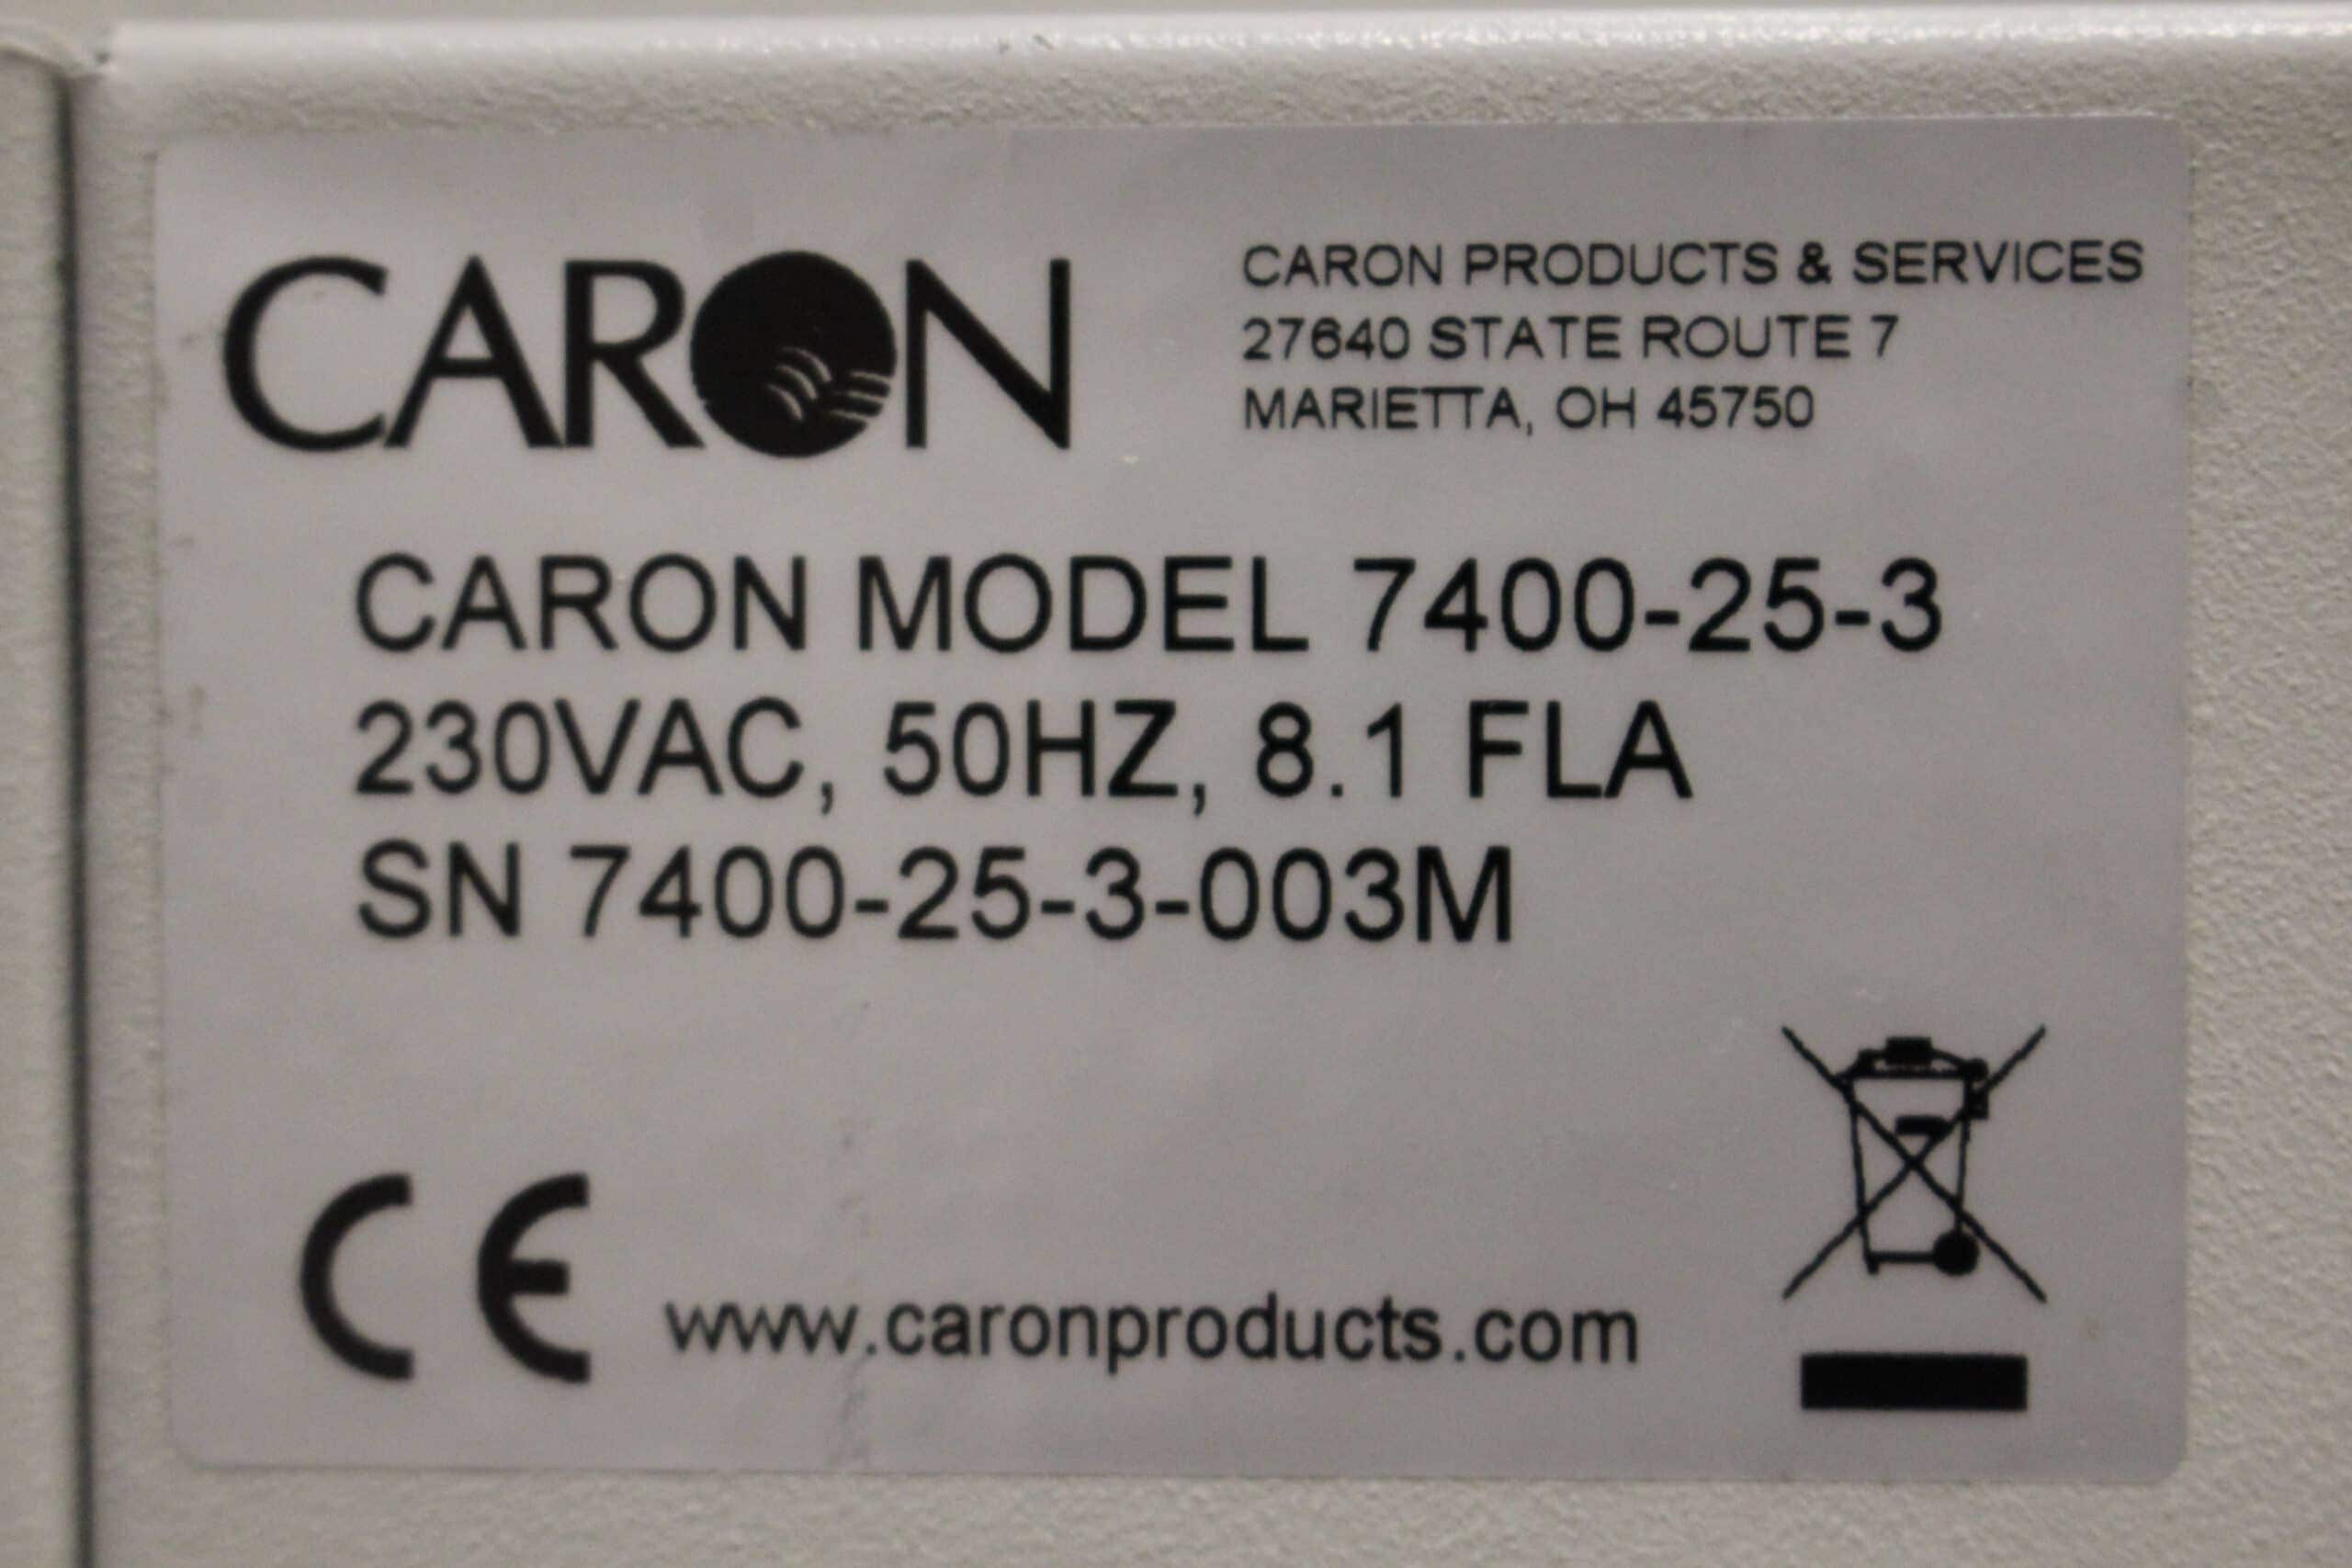 CARON
CARON PRODUCTS & SERVICES
27640 STATE ROUTE 7
MARIETTA, OH 45750
CARON MODEL 7400-25-3
230VAC, 50HZ, 8.1 FLA
SN 7400-25-3-003M
CE
www.caronproducts.com